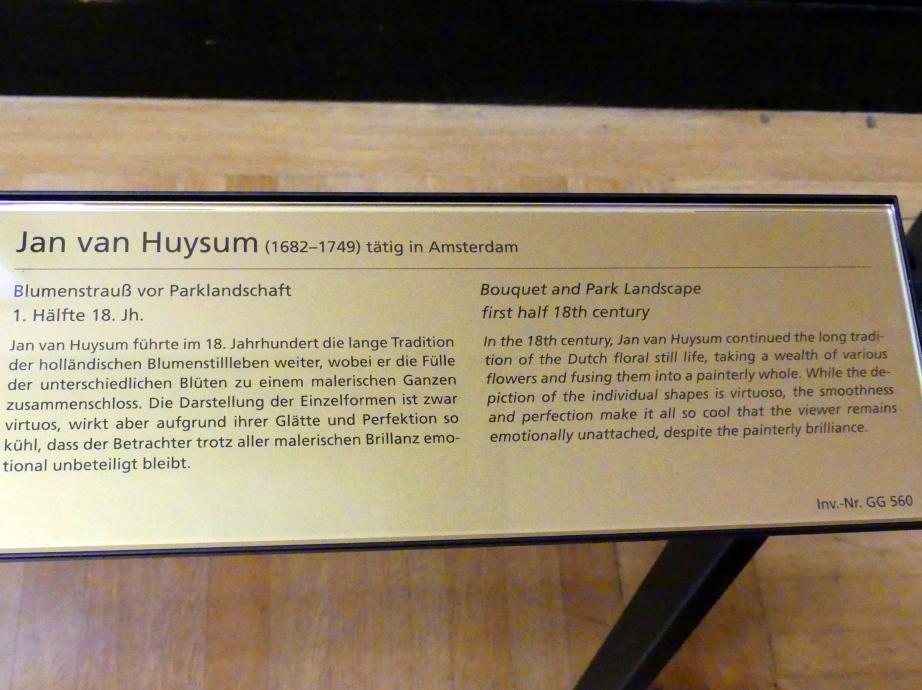 Jan van Huysum (1682–1749) tätig in Amsterdam
Blumenstrauß vor Parklandschaft
1. Hälfte 18. Jh.
Jan van Huysum führte im 18. Jahrhundert die lange Tradition
der holländischen Blumenstillleben weiter, wobei er die Fülle
der unterschiedlichen Blüten zu einem malerischen Ganzen
zusammenschloss. Die Darstellung der Einzelformen ist zwar
virtuos, wirkt aber aufgrund ihrer Glätte und Perfektion so
kühl, dass der Betrachter trotz aller malerischen Brillanz emo-
tional unbeteiligt bleibt.
Bouquet and Park Landscape
first half 18th century
In the 18th century, Jan van Huysum continued the long tradi-
tion of the Dutch floral still life, taking a wealth of various
flowers and fusing them into a painterly whole. While the de-
piction of the individual shapes is virtuoso, the smoothness
and perfection make it all so cool that the viewer remains
emotionally unattached, despite the painterly brilliance.
Inv.-Nr. GG 560